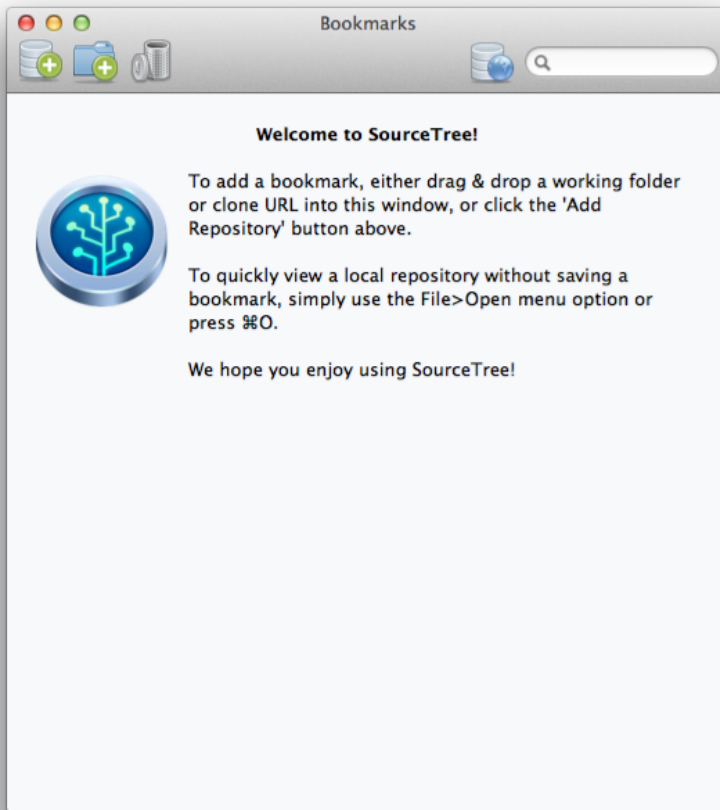 Bookmarks
Welcome to SourceTree!
To add a bookmark, either drag & drop a working folder
or clone URL into this window, or click the 'Add
Repository' button above.
To quickly view a local repository without saving a
bookmark, simply use the File>Open menu option or
press ⌘O.
We hope you enjoy using SourceTree!